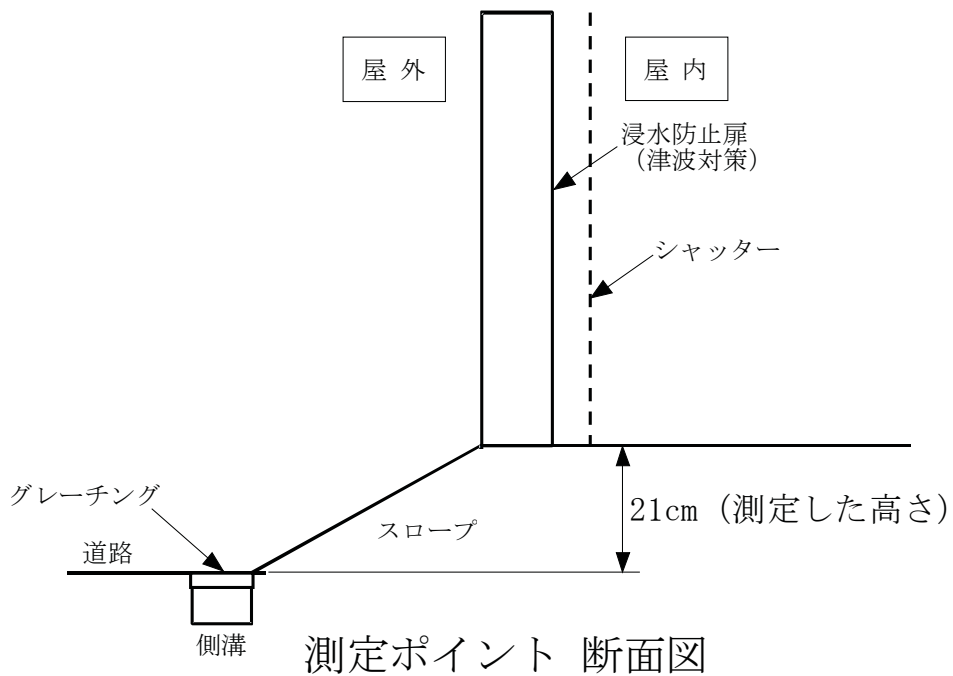 屋 外
屋 内
浸水防止扉
（津波対策）
シャッター
グレーチング
スロープ
21cm（測定した高さ）
道路
側溝
測定ポイント 断面図